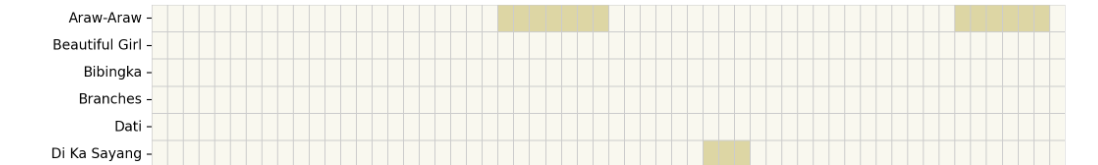 Araw-Araw
Beautiful Girl
Bibingka
Branches
Dati
Di Ka Sayang